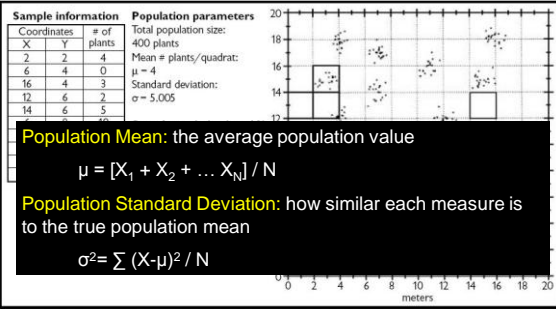 Sample information
Coordinates # of plants
X Y
2 2 4
6 4 0
16 4 3
12 6 2
14 6 5
Population parameters
Total population size:
400 plants
Mean # plants/quadrat:
μ = 4
Standard deviation:
σ = 5.005
Population Mean: the average population value
μ = [X₁ + X₂ + … X_N] / N
Population Standard Deviation: how similar each measure is
to the true population mean
σ²= ∑ (X-μ)² / N
20
18
16
14
12
0
0 2 4 6 8 10 12 14 16 18 20
meters